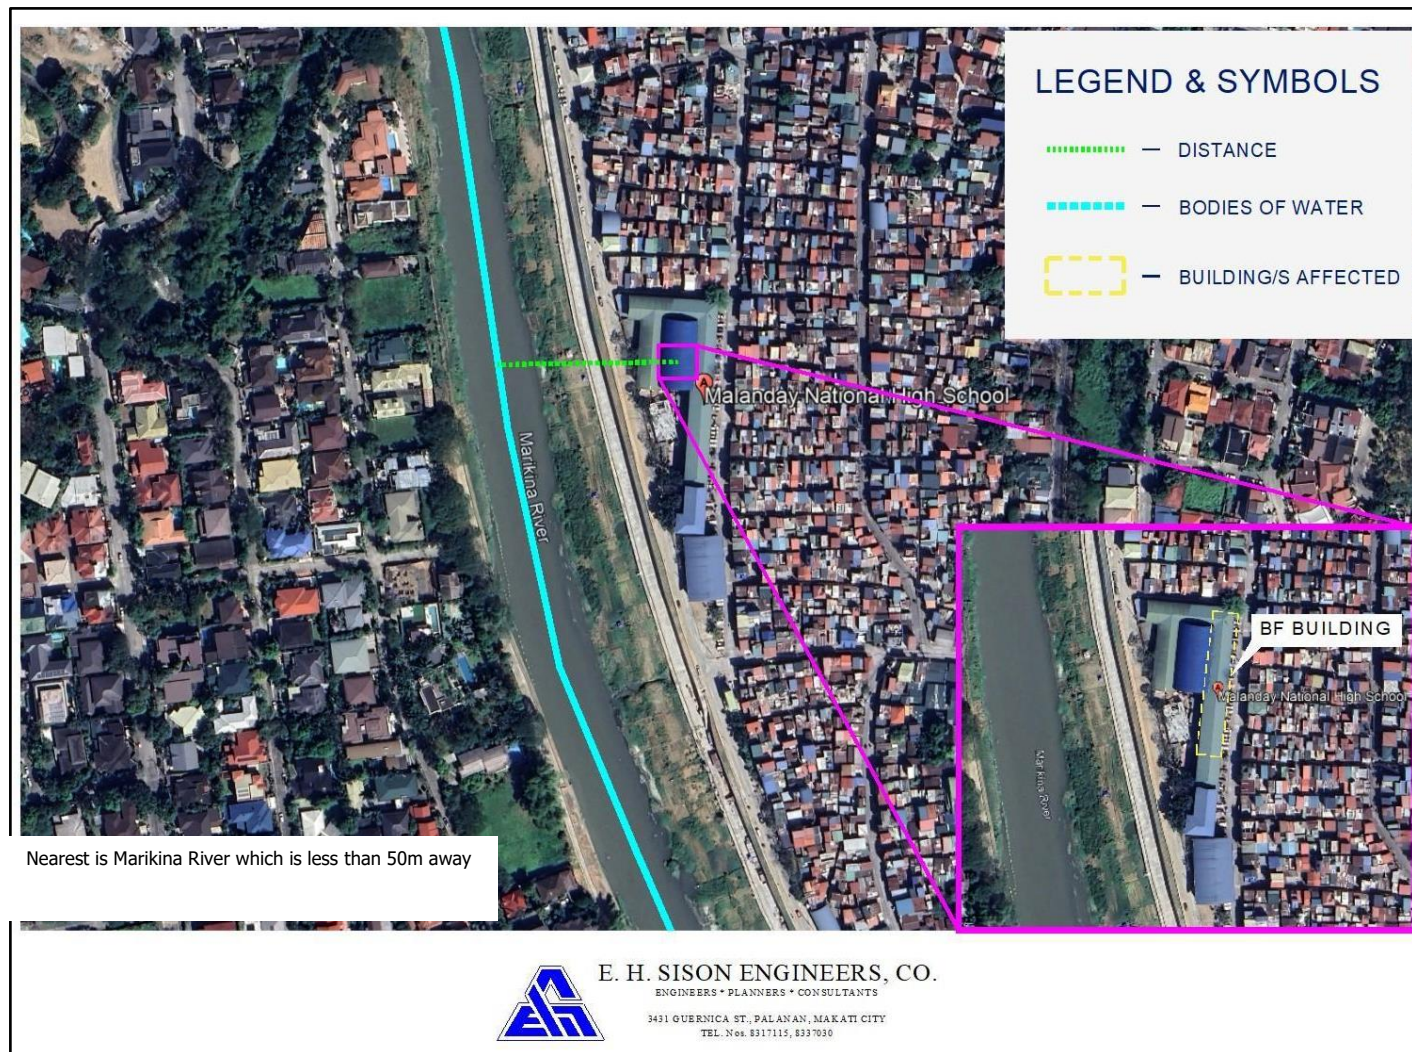 LEGEND & SYMBOLS
— DISTANCE
— BODIES OF WATER
— BUILDING/S AFFECTED
A
Malanday National High School
Marikina River
BF BUILDING
A
Malanday National High School
Marikina River
Nearest is Marikina River which is less than 50m away
E. H. SISON ENGINEERS, CO.
ENGINEERS * PLANNERS * CONSULTANTS
3431 GUERNICA ST., PALANAN, MAKATI CITY
TEL. Nos. 8317115, 8337030